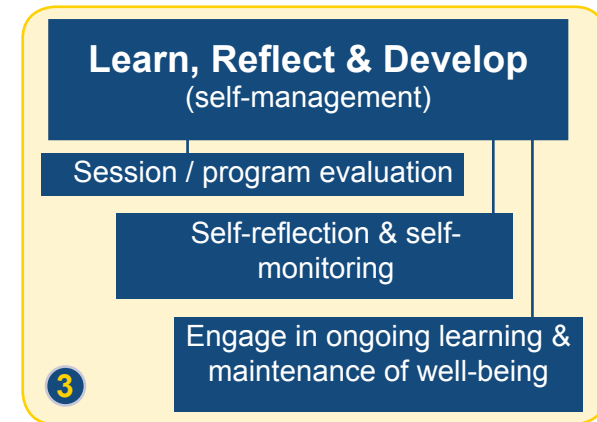 Learn, Reflect & Develop
(self-management)
Session / program evaluation
Self-reflection & self-
monitoring
Engage in ongoing learning &
maintenance of well-being
3